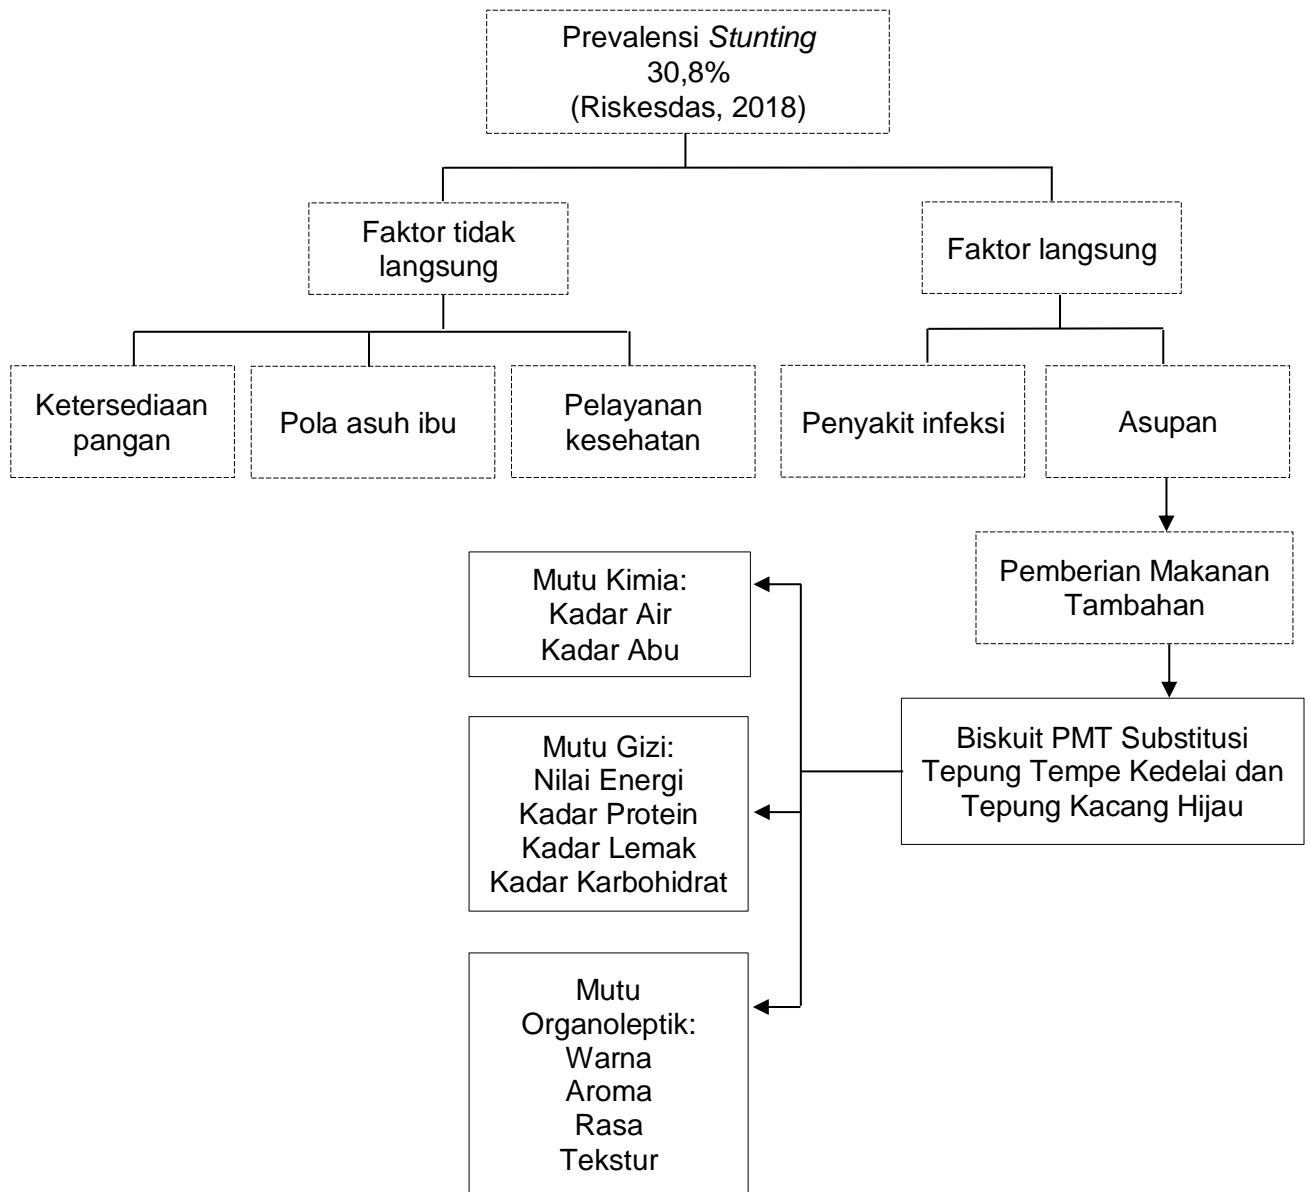 Prevalensi Stunting
30,8%
(Riskesdas, 2018)
Faktor tidak
langsung
Faktor langsung
Ketersediaan
pangan
Pola asuh ibu
Pelayanan
kesehatan
Penyakit infeksi
Asupan
Pemberian Makanan
Tambahan
Mutu Kimia:
Kadar Air
Kadar Abu
Biskuit PMT Substitusi
Tepung Tempe Kedelai dan
Tepung Kacang Hijau
Mutu Gizi:
Nilai Energi
Kadar Protein
Kadar Lemak
Kadar Karbohidrat
Mutu
Organoleptik:
Warna
Aroma
Rasa
Tekstur